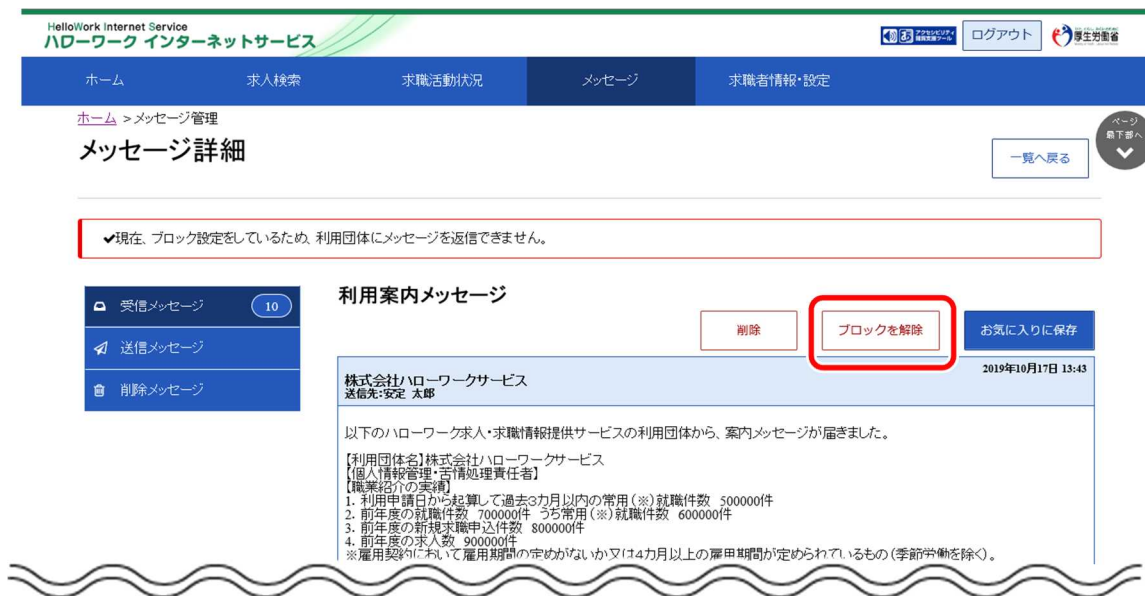 HelloWork Internet Service
ハローワーク インターネットサービス
ログアウト
厚生労働省
ホーム
求人検索
求職活動状況
メッセージ
求職者情報・設定
ホーム >メッセージ管理
ページ
最下部へ
メッセージ詳細
一覧へ戻る
✔現在、ブロック設定をしているため、利用団体にメッセージを返信できません。
受信メッセージ 10
送信メッセージ
削除メッセージ
利用案内メッセージ
削除
ブロックを解除
お気に入りに保存
株式会社ハローワークサービス
2019年10月17日 13:43
送信先:安定 太郎
以下のハローワーク求人・求職情報提供サービスの利用団体から、案内メッセージが届きました。
【利用団体名】株式会社ハローワークサービス
【個人情報管理・苦情処理責任者】
【職業紹介の実績】
1. 利用申請日から起算して過去3カ月以内の常用(※)就職件数 500000件
2. 前年度の就職件数 700000件 うち常用(※)就職件数 600000件
3. 前年度の新規求職申込件数 800000件
4. 前年度の求人数 900000件
※雇用契約において雇用期間の定めがないか又は4カ月以上の雇用期間が定められているもの(季節労働を除く)。